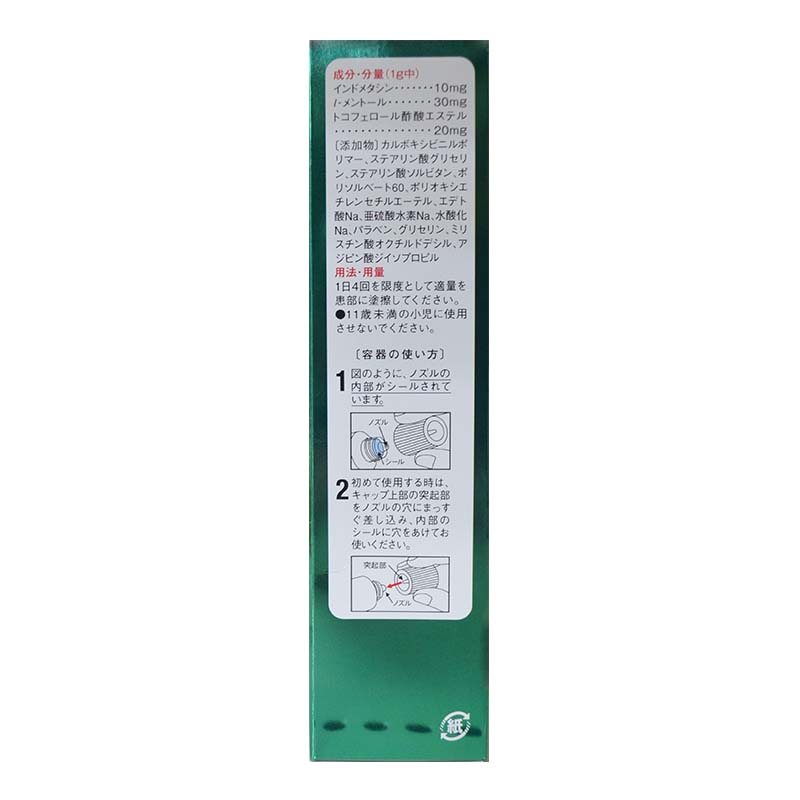 成分・分量(1g中)
インドメタシン・・・・・・・10mg
l-メントール・・・・・・・30mg
トコフェロール酢酸エステル
・・・・・・・・・・・・・・20mg
〔添加物〕カルボキシビニルポ
リマー、ステアリン酸グリセリ
ン、ステアリン酸ソルビタン、ポ
リソルベート60、ポリオキシエ
チレンセチルエーテル、エデト
酸Na、亜硫酸水素Na、水酸化
Na、パラベン、グリセリン、ミリ
スチン酸オクチルドデシル、ア
ジピン酸ジイソプロピル
用法・用量
1日4回を限度として適量を
患部に塗擦してください。
●11歳未満の小児に使用
させないでください。
〔容器の使い方〕
1 図のように、ノズルの
内部がシールされて
います。
ノズル
シール
2 初めて使用する時は、
キャップ上部の突起部
をノズルの穴にまっす
ぐ差し込み、内部の
シールに穴をあけてお
使いください。
突起部
ノズル
紙